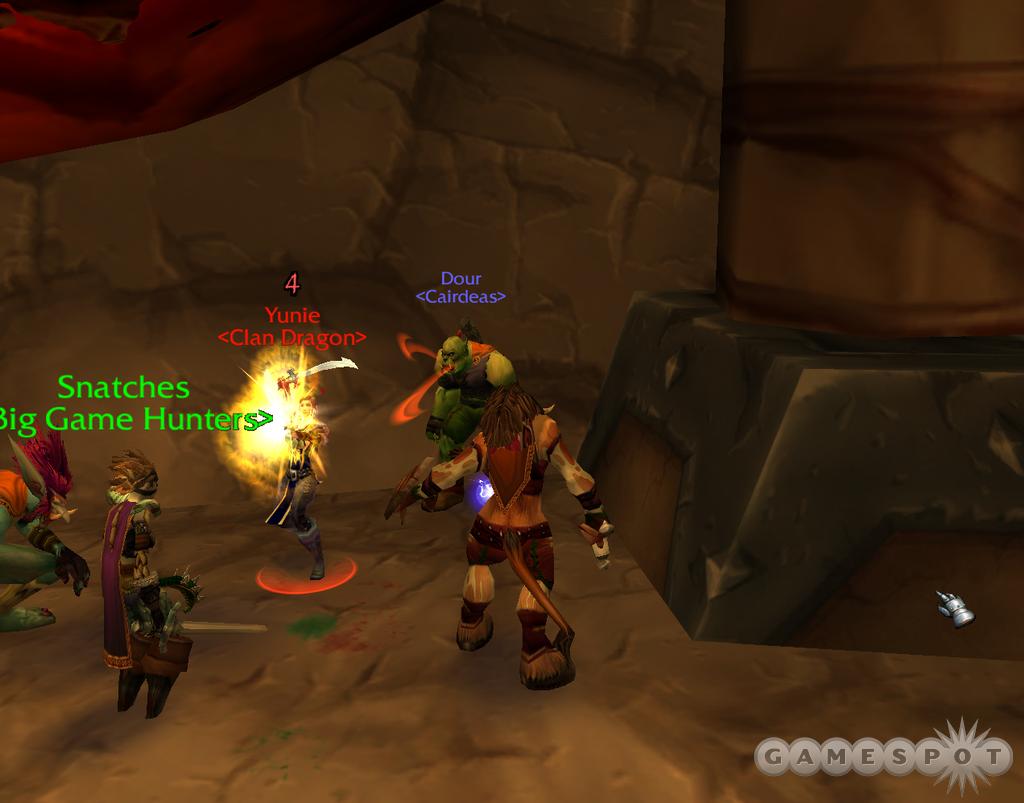 4
Yunie
<Clan Dragon>
Dour
<Cairdeas>
Snatches
Big Game Hunters>
GAMESPOT